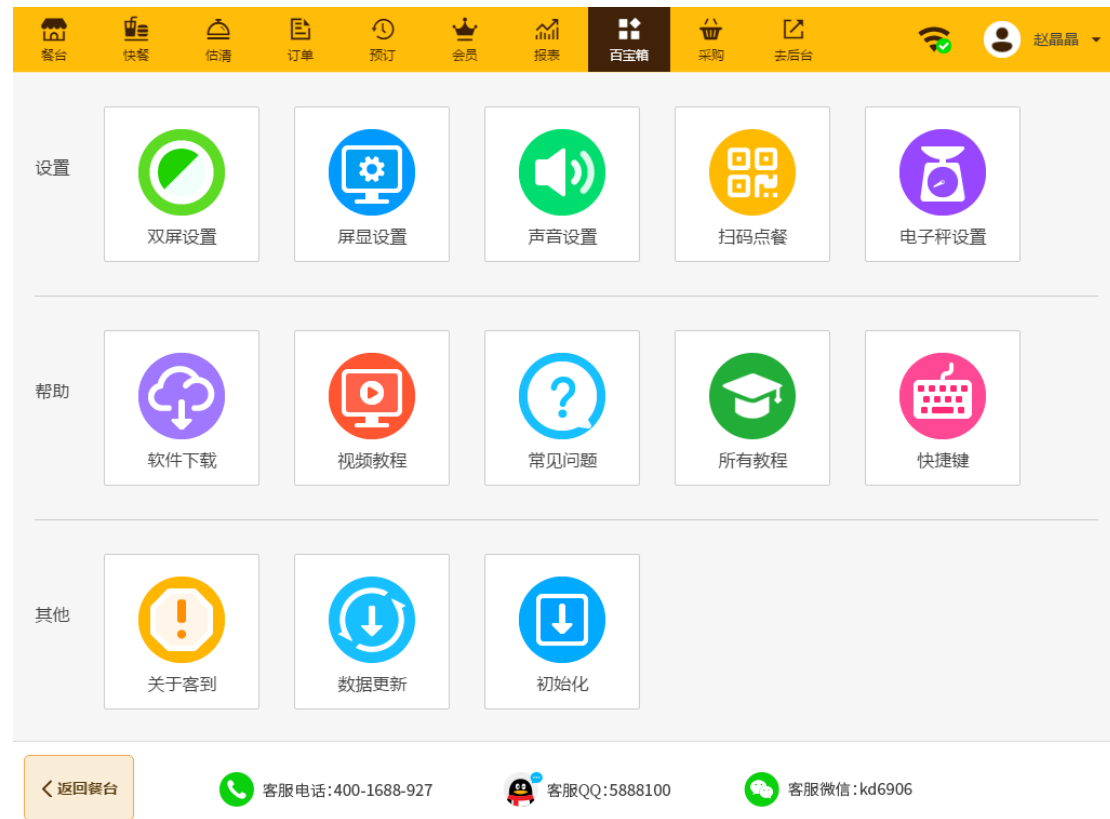 餐台
快餐
估清
订单
预订
会员
报表
百宝箱
采购
去后台
赵晶晶
设置
双屏设置
屏显设置
声音设置
扫码点餐
电子秤设置
帮助
软件下载
视频教程
常见问题
所有教程
快捷键
其他
关于客到
数据更新
初始化
返回餐台
客服电话:400-1688-927
客服QQ:5888100
客服微信:kd6906